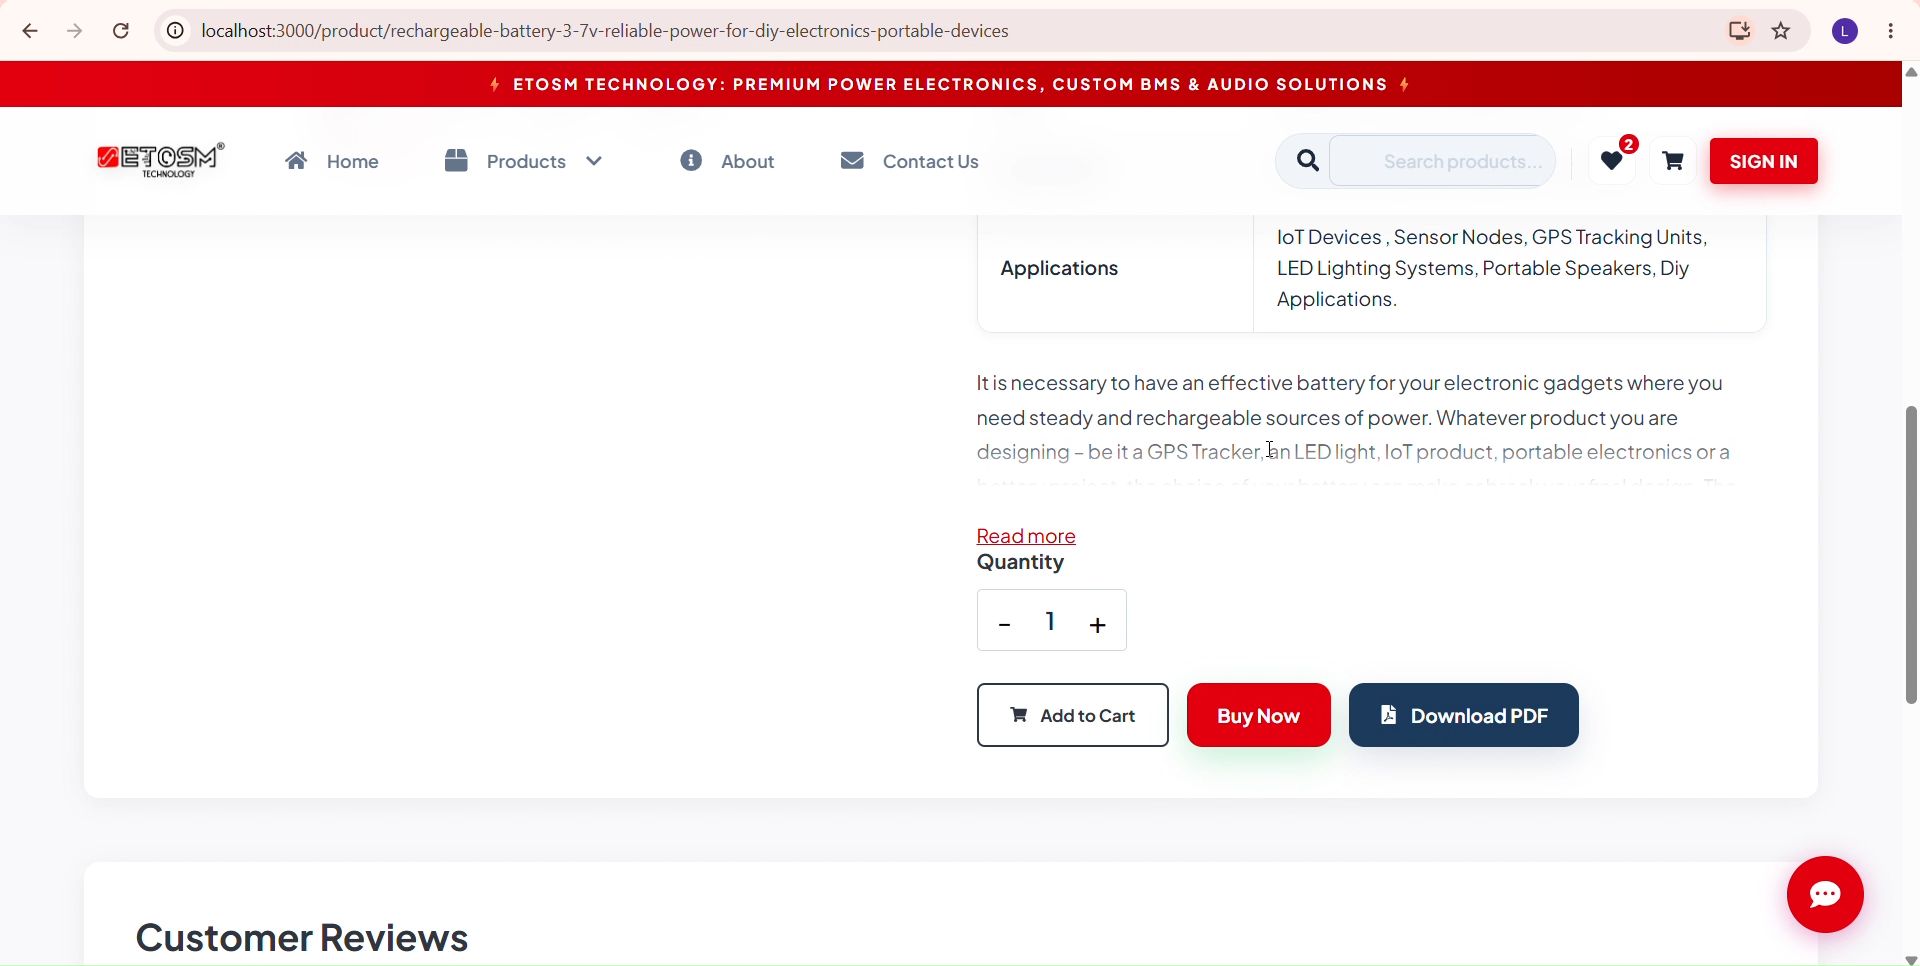 localhost:3000/product/rechargeable-battery-3-7v-reliable-power-for-diy-electronics-portable-devices
L
ETOSM TECHNOLOGY: PREMIUM POWER ELECTRONICS, CUSTOM BMS & AUDIO SOLUTIONS
ETOSM®
TECHNOLOGY
Home
Products
About
Contact Us
Search products...
2
SIGN IN
Applications
IoT Devices , Sensor Nodes, GPS Tracking Units,
LED Lighting Systems, Portable Speakers, Diy
Applications.
It is necessary to have an effective battery for your electronic gadgets where you
need steady and rechargeable sources of power. Whatever product you are
designing – be it a GPS Tracker, an LED light, IoT product, portable electronics or a
Read more
Quantity
- 1 +
Add to Cart
Buy Now
Download PDF
Customer Reviews